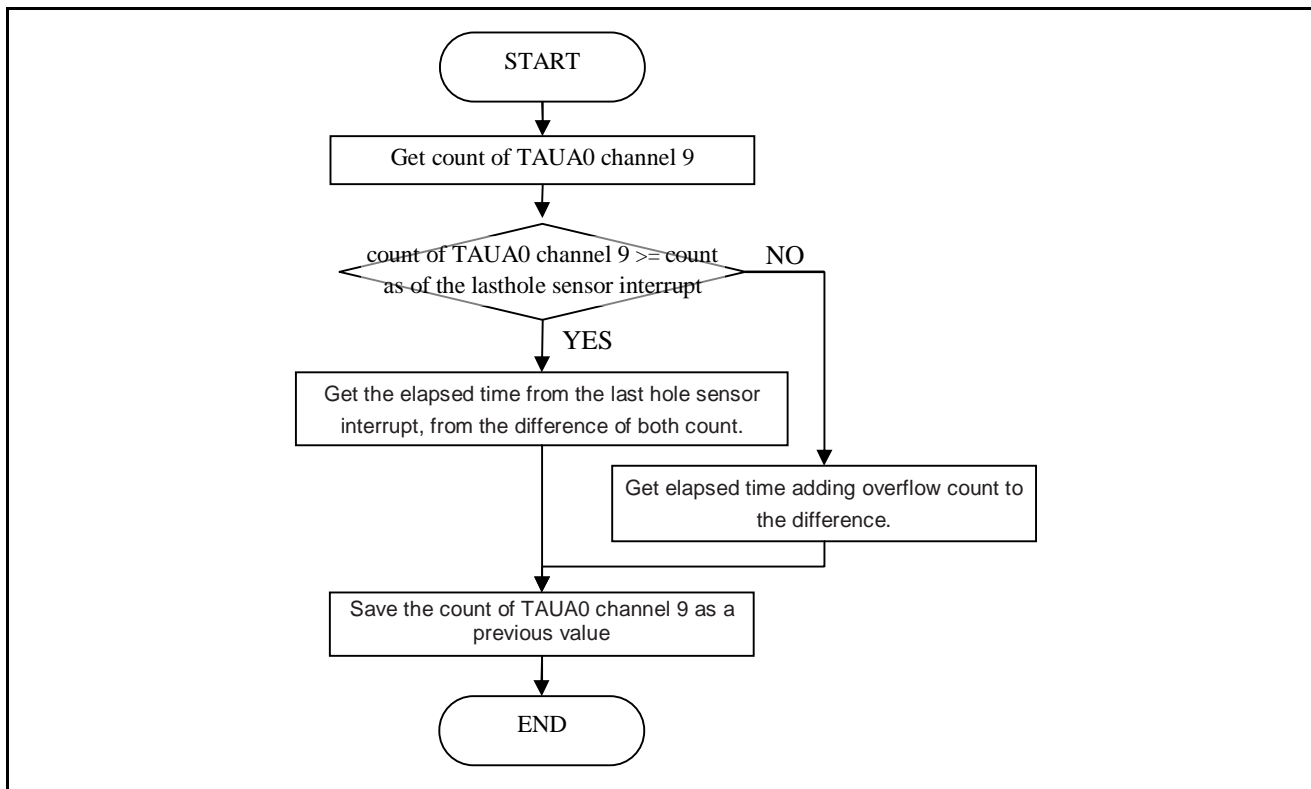 START
Get count of TAUA0 channel 9
count of TAUA0 channel 9 >= count
as of the lasthole sensor interrupt
NO
YES
Get the elapsed time from the last hole sensor
interrupt, from the difference of both count.
Get elapsed time adding overflow count to
the difference.
Save the count of TAUA0 channel 9 as a
previous value
END